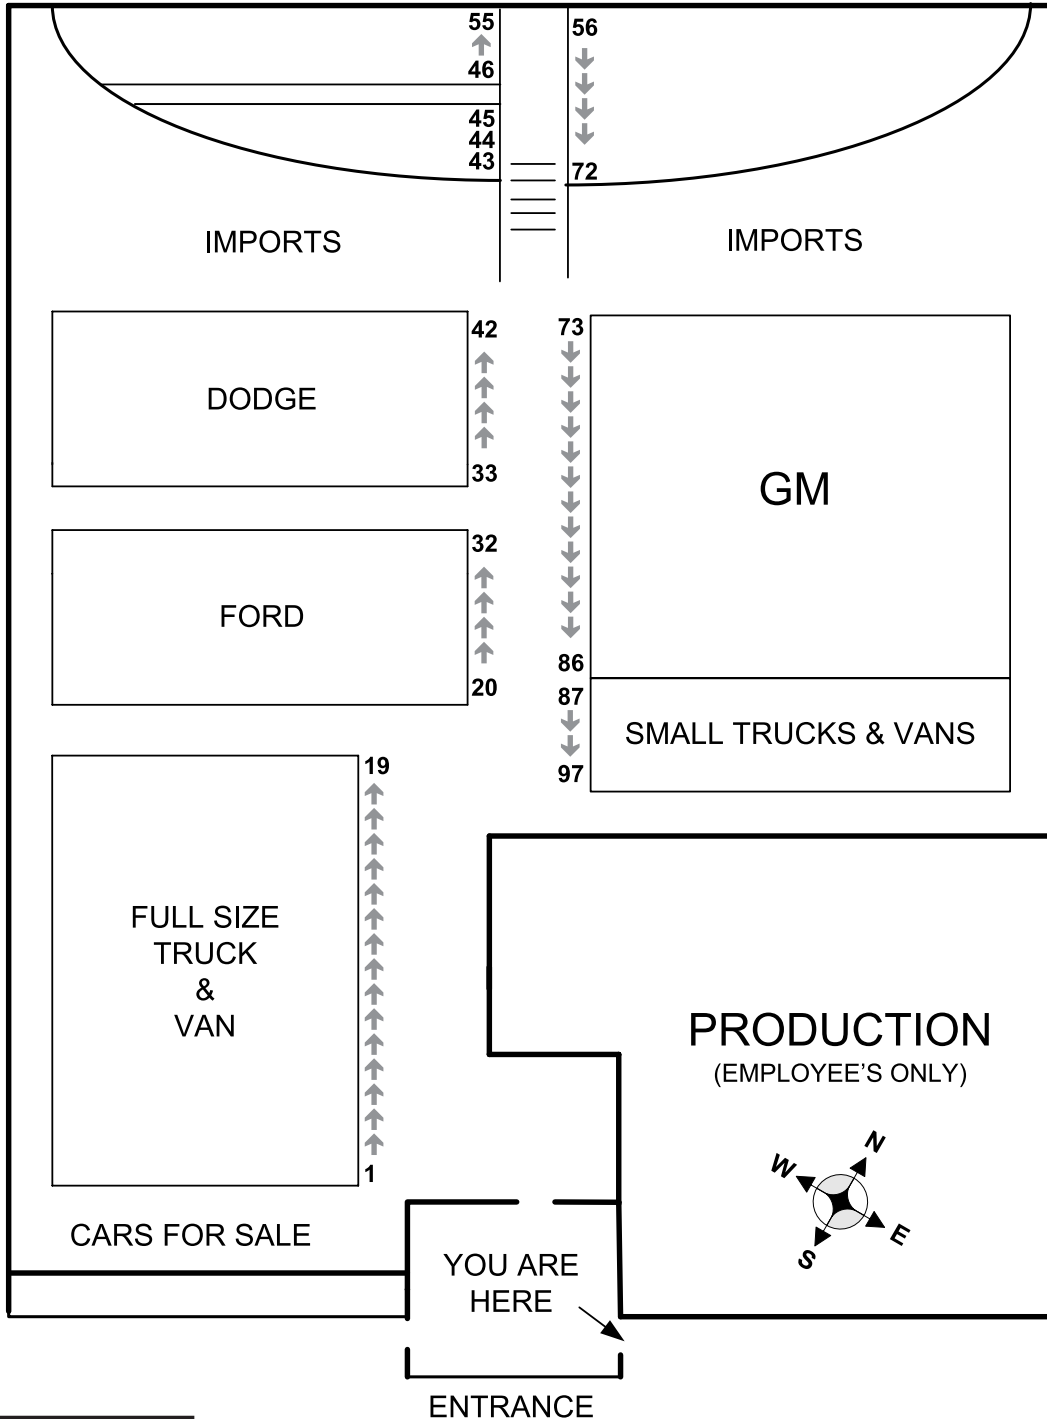 55
56
46
45
44
43
72
IMPORTS
IMPORTS
42
73
DODGE
33
GM
32
FORD
20
86
87
SMALL TRUCKS & VANS
97
19
FULL SIZE
TRUCK
&
VAN
1
PRODUCTION
(EMPLOYEE'S ONLY)
N
W
E
S
CARS FOR SALE
YOU ARE
HERE
ENTRANCE